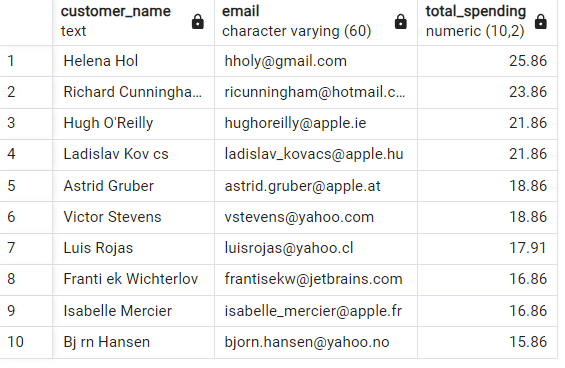 customer_name email total_spending
text character varying (60) numeric (10,2)
1 Helena Hol hholy@gmail.com 25.86
2 Richard Cunningha… ricunningham@hotmail.c… 23.86
3 Hugh O'Reilly hughoreilly@apple.ie 21.86
4 Ladislav Kov cs ladislav_kovacs@apple.hu 21.86
5 Astrid Gruber astrid.gruber@apple.at 18.86
6 Victor Stevens vstevens@yahoo.com 18.86
7 Luis Rojas luisrojas@yahoo.cl 17.91
8 Franti ek Wichterlov frantisekw@jetbrains.com 16.86
9 Isabelle Mercier isabelle_mercier@apple.fr 16.86
10 Bj rn Hansen bjorn.hansen@yahoo.no 15.86